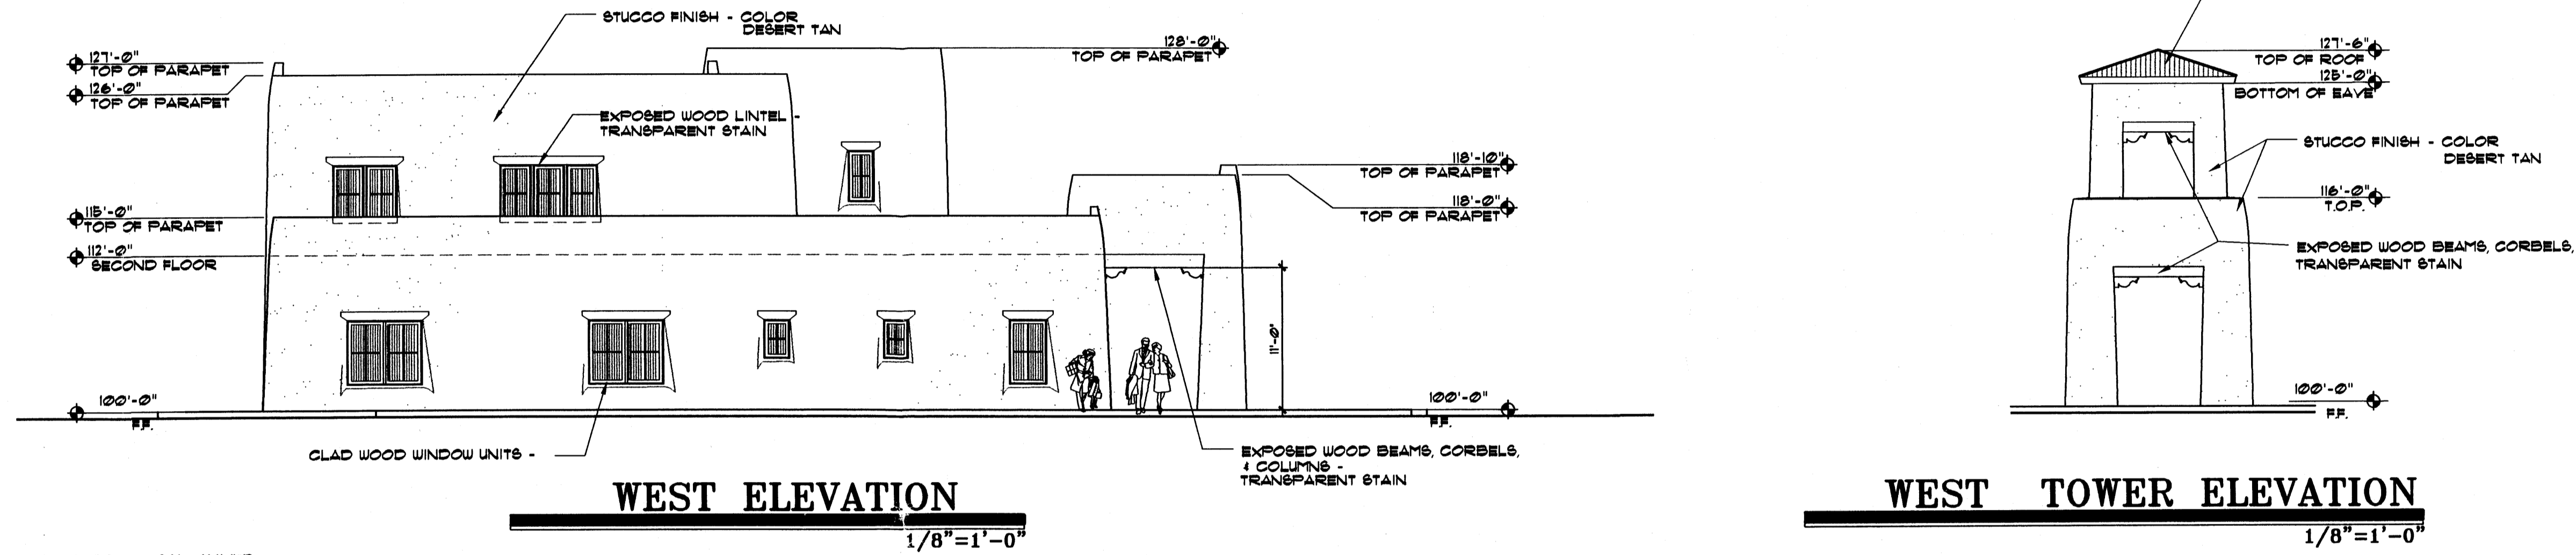 STUCCO FINISH - COLOR
DESERT TAN
127'-0"
TOP OF PARAPET
126'-0"
TOP OF PARAPET
128'-0"
TOP OF PARAPET
EXPOSED WOOD LINTEL -
TRANSPARENT STAIN
118'-10"
TOP OF PARAPET
118'-0"
TOP OF PARAPET
115'-0"
TOP OF PARAPET
112'-0"
SECOND FLOOR
11'-0"
100'-0"
F.F.
100'-0"
F.F.
CLAD WOOD WINDOW UNITS -
EXPOSED WOOD BEAMS, CORBELS,
& COLUMNS -
TRANSPARENT STAIN
WEST ELEVATION
1/8"=1'-0"
127'-6"
TOP OF ROOF
125'-0"
BOTTOM OF EAVE
STUCCO FINISH - COLOR
DESERT TAN
116'-0"
T.O.P.
EXPOSED WOOD BEAMS, CORBELS,
TRANSPARENT STAIN
100'-0"
F.F.
WEST TOWER ELEVATION
1/8"=1'-0"